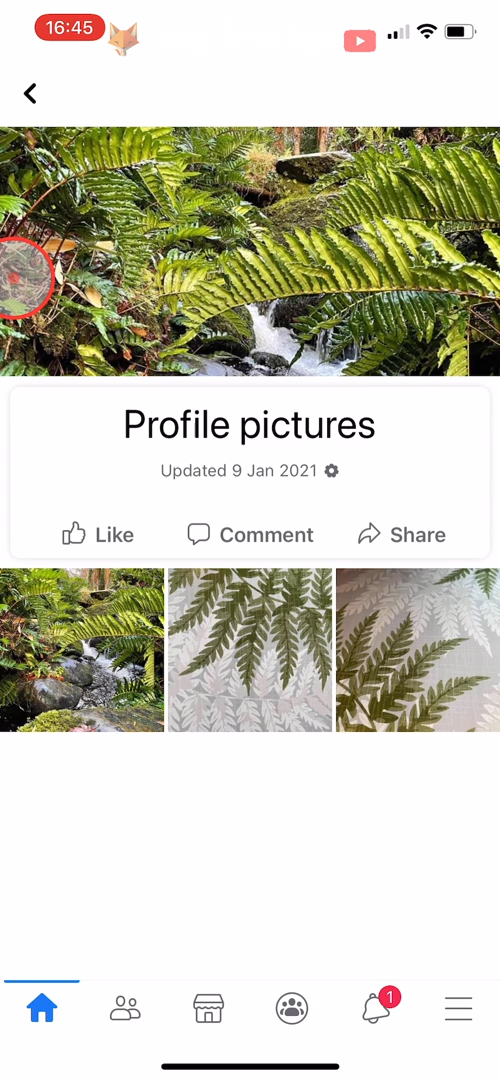 16:45
Profile pictures
Updated 9 Jan 2021
Like
Comment
Share
1